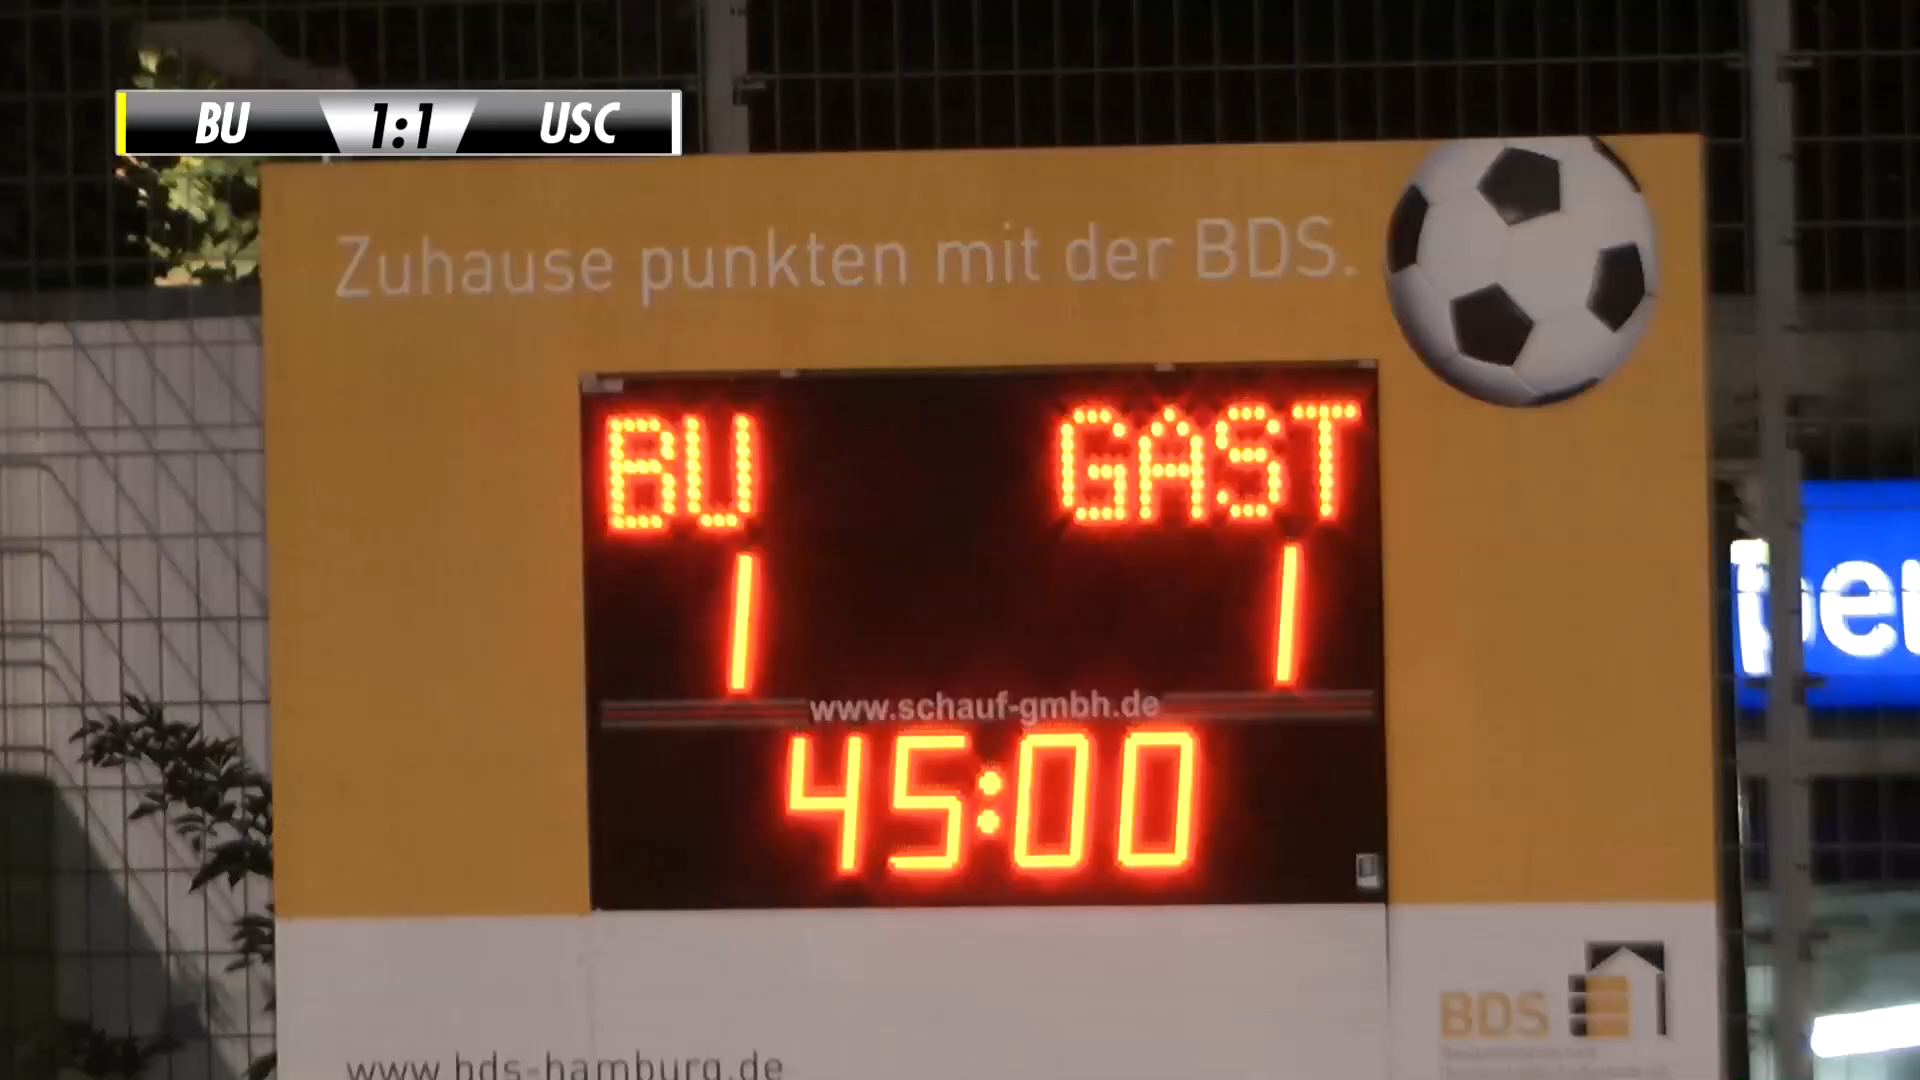 BU 1:1 USC
Zuhause punkten mit der BDS.
BU GAST
1 1
www.schauf-gmbh.de
45:00
BDS
www.bds-hamburg.de